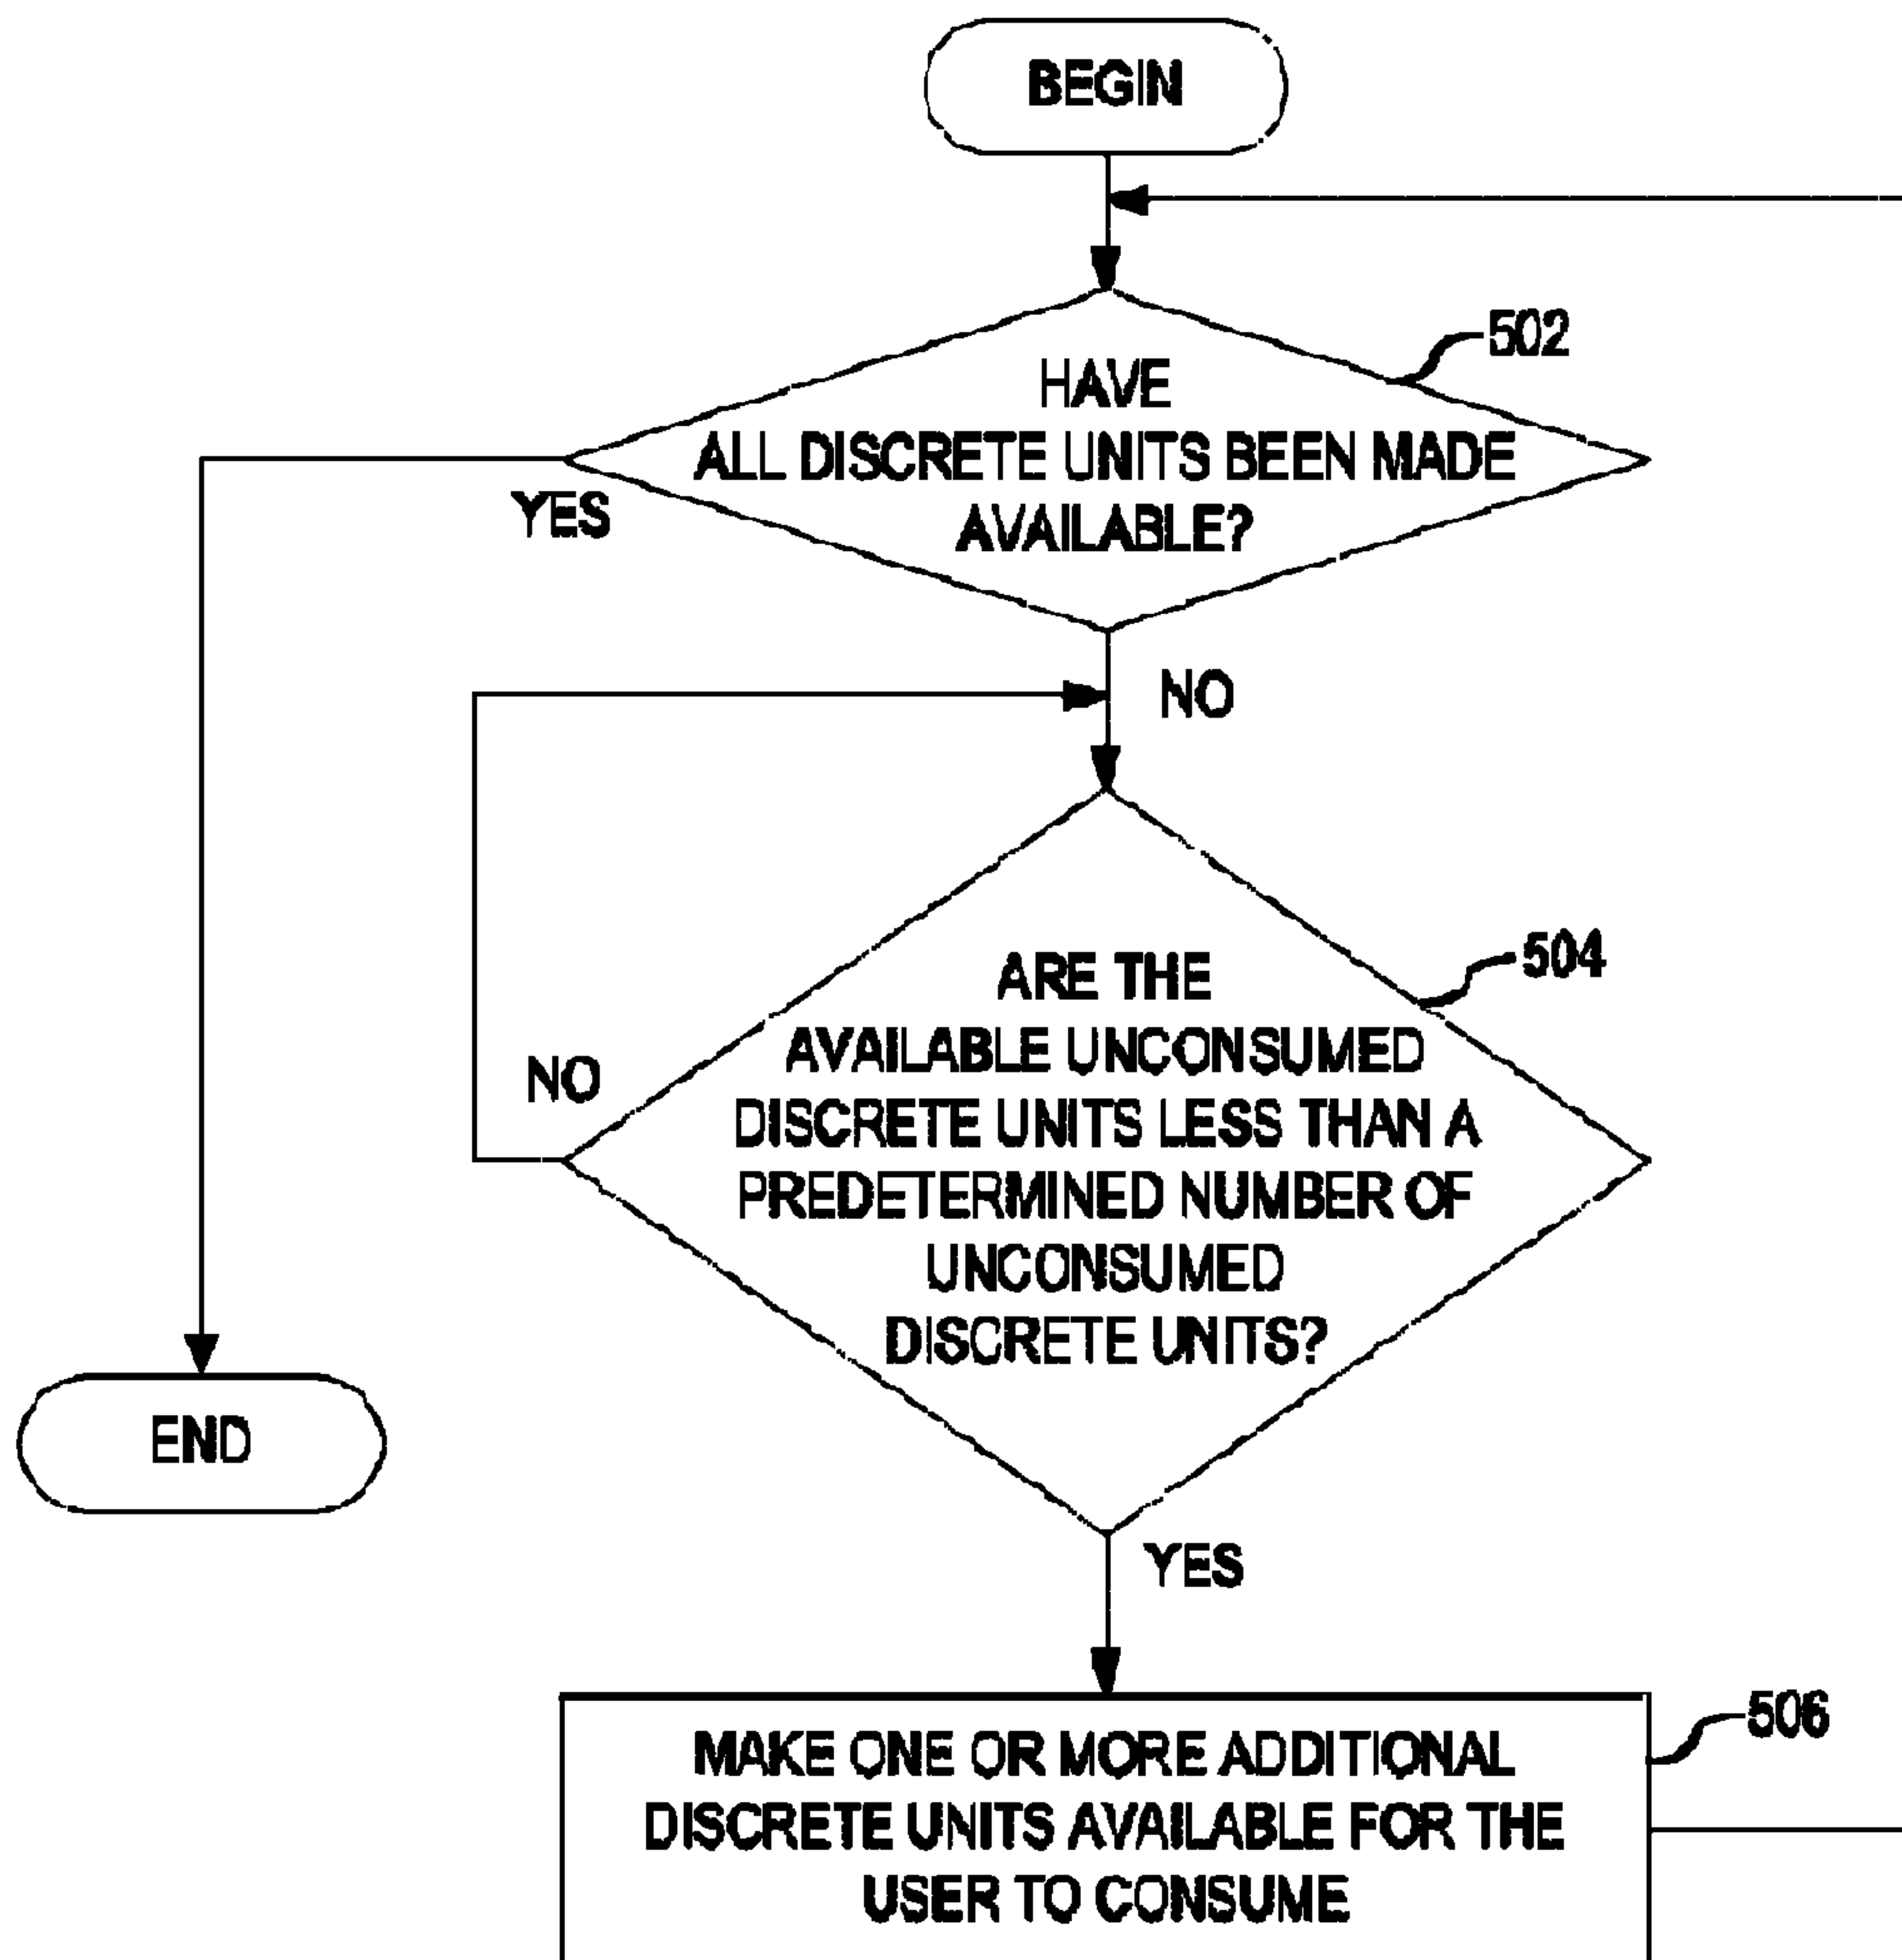 BEGIN
502
HAVE
ALL DISCRETE UNITS BEEN MADE
AVAILABLE?
YES
NO
504
ARE THE
AVAILABLE UNCONSUMED
DISCRETE UNITS LESS THAN A
PREDETERMINED NUMBER OF
UNCONSUMED
DISCRETE UNITS?
NO
END
YES
506
MAKE ONE OR MORE ADDITIONAL
DISCRETE UNITS AVAILABLE FOR THE
USER TO CONSUME